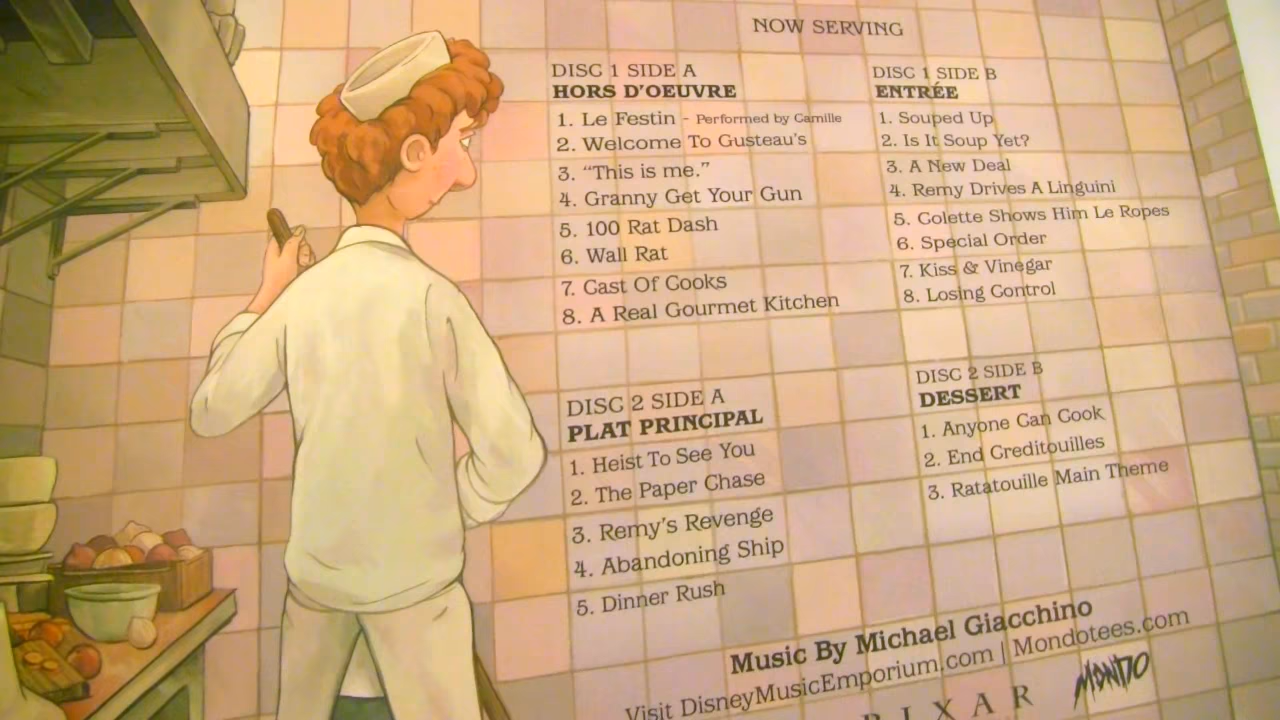 NOW SERVING
DISC 1 SIDE A
HORS D'OEUVRE
1. Le Festin - Performed by Camille
2. Welcome To Gusteau's
3. "This is me."
4. Granny Get Your Gun
5. 100 Rat Dash
6. Wall Rat
7. Cast Of Cooks
8. A Real Gourmet Kitchen
DISC 1 SIDE B
ENTRÉE
1. Souped Up
2. Is It Soup Yet?
3. A New Deal
4. Remy Drives A Linguini
5. Colette Shows Him Le Ropes
6. Special Order
7. Kiss & Vinegar
8. Losing Control
DISC 2 SIDE A
PLAT PRINCIPAL
1. Heist To See You
2. The Paper Chase
3. Remy's Revenge
4. Abandoning Ship
5. Dinner Rush
DISC 2 SIDE B
DESSERT
1. Anyone Can Cook
2. End Creditouilles
3. Ratatouille Main Theme
Music By Michael Giacchino
Visit DisneyMusicEmporium.com | Mondotees.com
PIXAR
MONDO